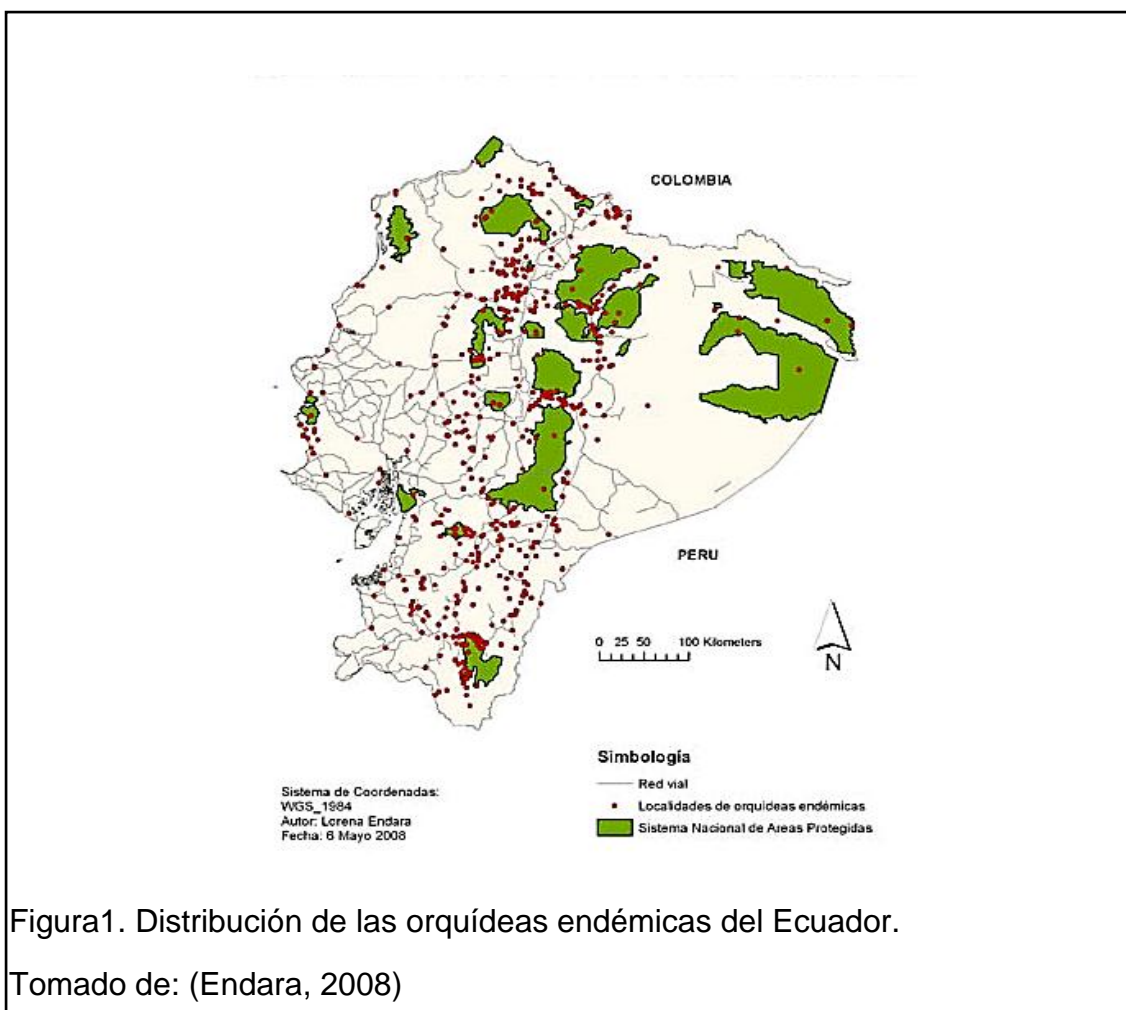 COLOMBIA
PERU
0 25 50 100 Kilometers
N
Simbología
Red vial
Localidades de orquídeas endémicas
Sistema Nacional de Areas Protegidas
Sistema de Coordenadas:
WGS_1984
Autor: Lorena Endara
Fecha: 6 Mayo 2008
Figura1. Distribución de las orquídeas endémicas del Ecuador.
Tomado de: (Endara, 2008)